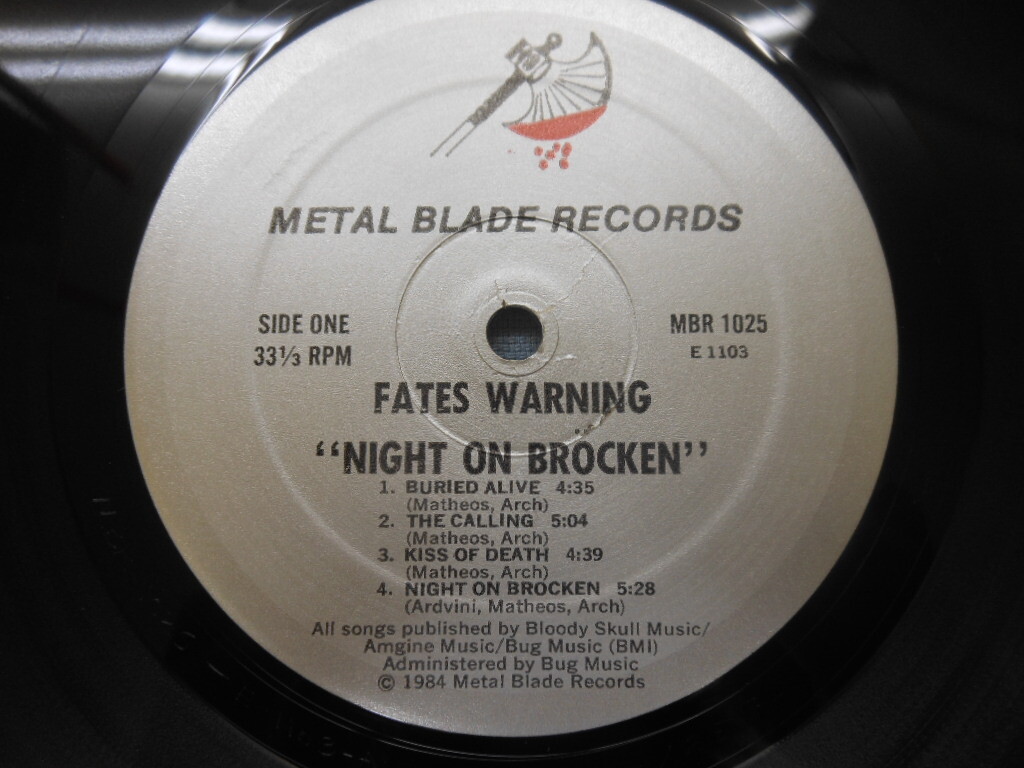 METAL BLADE RECORDS
SIDE ONE
33⅓ RPM
MBR 1025
E 1103
FATES WARNING
“NIGHT ON BRÖCKEN”
1. BURIED ALIVE 4:35
(Matheos, Arch)
2. THE CALLING 5:04
(Matheos, Arch)
3. KISS OF DEATH 4:39
(Matheos, Arch)
4. NIGHT ON BROCKEN 5:28
(Ardvini, Matheos, Arch)
All songs published by Bloody Skull Music/
Amgine Music/Bug Music (BMI)
Administered by Bug Music
© 1984 Metal Blade Records